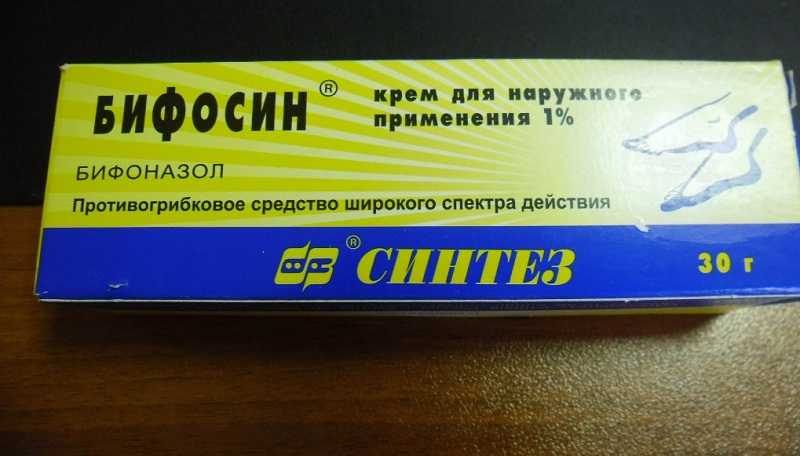 БИФОСИН®
крем для наружного
применения 1%
БИФОНАЗОЛ
Противогрибковое средство широкого спектра действия
® СИНТЕЗ
30 г